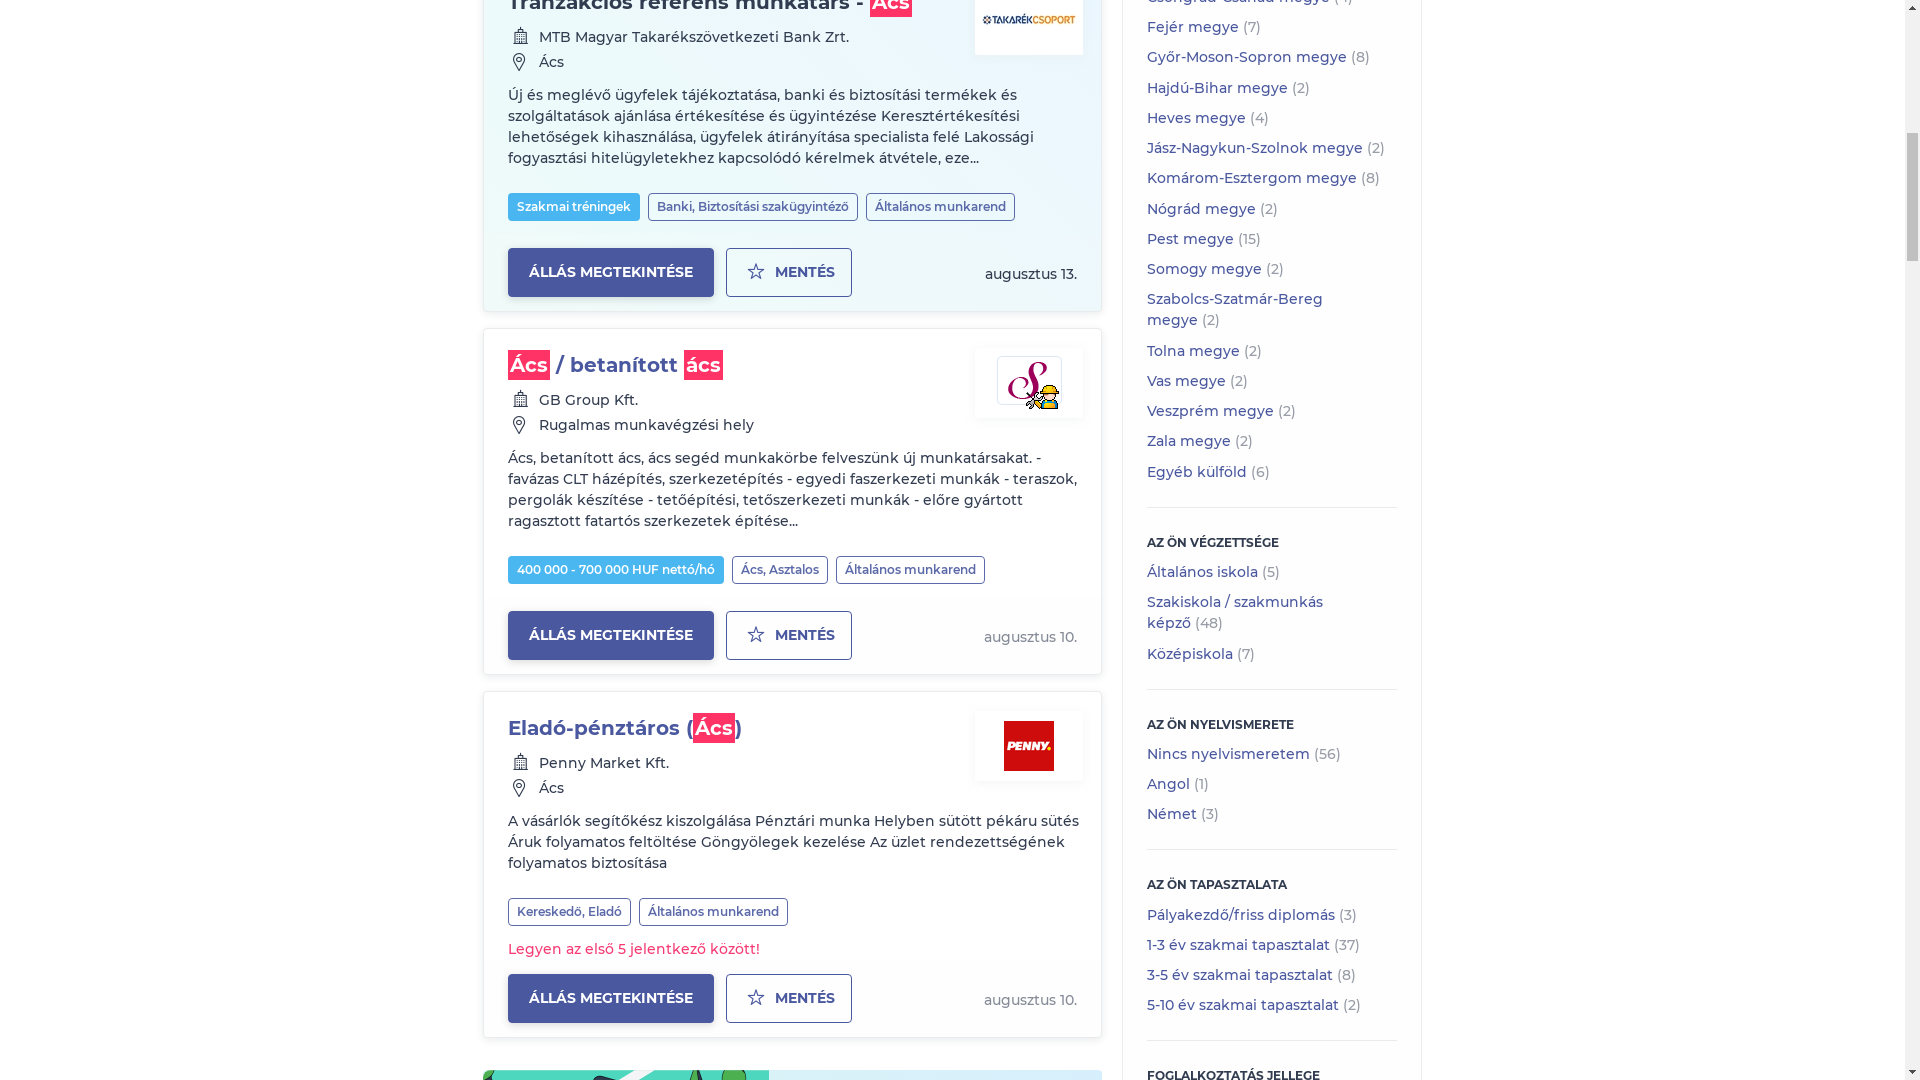 Tranzakciós referens munkatárs - Ács
TAKARÉKCSOPORT
MTB Magyar Takarékszövetkezeti Bank Zrt.
Ács
Új és meglévő ügyfelek tájékoztatása, banki és biztosítási termékek és
szolgáltatások ajánlása értékesítése és ügyintézése Keresztértékesítési
lehetőségek kihasználása, ügyfelek átirányítása specialista felé Lakossági
fogyasztási hitelügyletekhez kapcsolódó kérelmek átvétele, eze...
Szakmai tréningek
Banki, Biztosítási szakügyintéző
Általános munkarend
ÁLLÁS MEGTEKINTÉSE
MENTÉS
augusztus 13.
Ács / betanított ács
GB Group Kft.
Rugalmas munkavégzési hely
Ács, betanított ács, ács segéd munkakörbe felveszünk új munkatársakat. -
favázas CLT házépítés, szerkezetépítés - egyedi faszerkezeti munkák - teraszok,
pergolák készítése - tetőépítési, tetőszerkezeti munkák - előre gyártott
ragasztott fatartós szerkezetek építése...
400 000 - 700 000 HUF nettó/hó
Ács, Asztalos
Általános munkarend
ÁLLÁS MEGTEKINTÉSE
MENTÉS
augusztus 10.
Eladó-pénztáros (Ács)
PENNY.
Penny Market Kft.
Ács
A vásárlók segítőkész kiszolgálása Pénztári munka Helyben sütött pékáru sütés
Áruk folyamatos feltöltése Göngyölegek kezelése Az üzlet rendezettségének
folyamatos biztosítása
Kereskedő, Eladó
Általános munkarend
Legyen az első 5 jelentkező között!
ÁLLÁS MEGTEKINTÉSE
MENTÉS
augusztus 10.
Csongrád-Csanád megye (4)
Fejér megye (7)
Győr-Moson-Sopron megye (8)
Hajdú-Bihar megye (2)
Heves megye (4)
Jász-Nagykun-Szolnok megye (2)
Komárom-Esztergom megye (8)
Nógrád megye (2)
Pest megye (15)
Somogy megye (2)
Szabolcs-Szatmár-Bereg
megye (2)
Tolna megye (2)
Vas megye (2)
Veszprém megye (2)
Zala megye (2)
Egyéb külföld (6)
AZ ÖN VÉGZETTSÉGE
Általános iskola (5)
Szakiskola / szakmunkás
képző (48)
Középiskola (7)
AZ ÖN NYELVISMERETE
Nincs nyelvismeretem (56)
Angol (1)
Német (3)
AZ ÖN TAPASZTALATA
Pályakezdő/friss diplomás (3)
1-3 év szakmai tapasztalat (37)
3-5 év szakmai tapasztalat (8)
5-10 év szakmai tapasztalat (2)
FOGLALKOZTATÁS JELLEGE